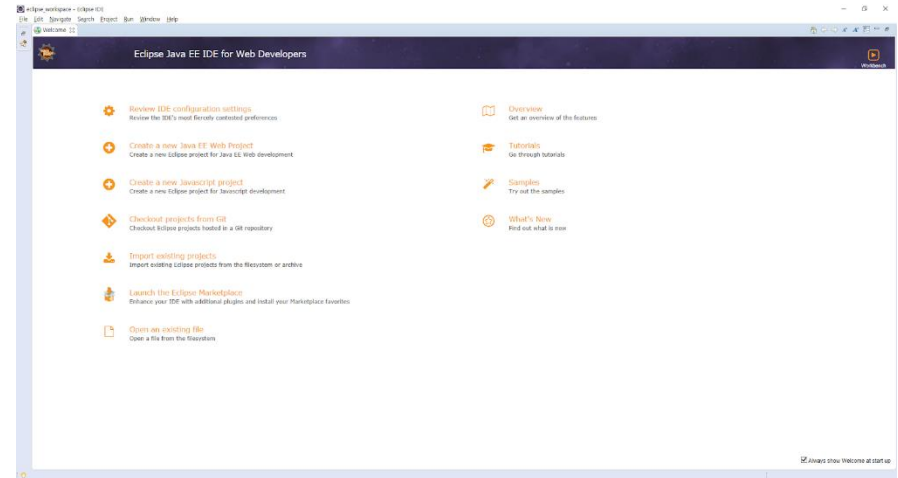 eclipse_workspace - Eclipse IDE
File Edit Navigate Search Project Run Window Help
Welcome
Eclipse Java EE IDE for Web Developers
Workbench
Review IDE configuration settings
Review the IDE's most fiercely contested preferences
Create a new Java EE Web Project
Create a new Eclipse project for Java EE Web development
Create a new Javascript project
Create a new Eclipse project for Javascript development
Checkout projects from Git
Checkout Eclipse projects hosted in a Git repository
Import existing projects
Import existing Eclipse projects from the filesystem or archive
Launch the Eclipse Marketplace
Enhance your IDE with additional plugins and install your Marketplace favorites
Open an existing file
Open a file from the filesystem
Overview
Get an overview of the features
Tutorials
Go through tutorials
Samples
Try out the samples
What's New
Find out what is new
Always show Welcome at start up